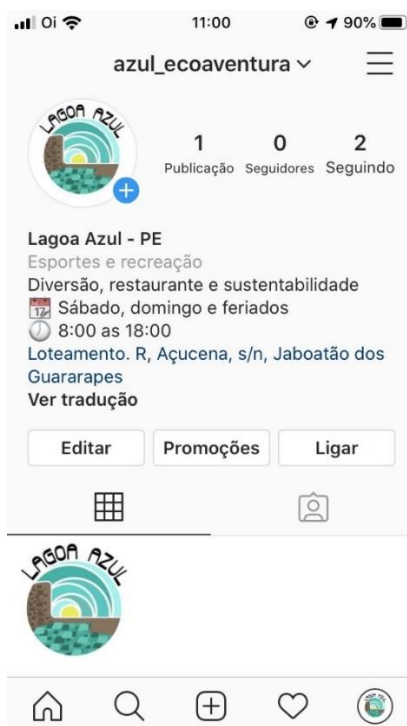 Oi 11:00 90%
azul_ecoaventura
LAGOA AZUL
1 0 2
Publicação Seguidores Seguindo
Lagoa Azul - PE
Esportes e recreação
Diversão, restaurante e sustentabilidade
17 Sábado, domingo e feriados
8:00 as 18:00
Loteamento. R, Açucena, s/n, Jaboatão dos
Guararapes
Ver tradução
Editar Promoções Ligar
LAGOA AZUL